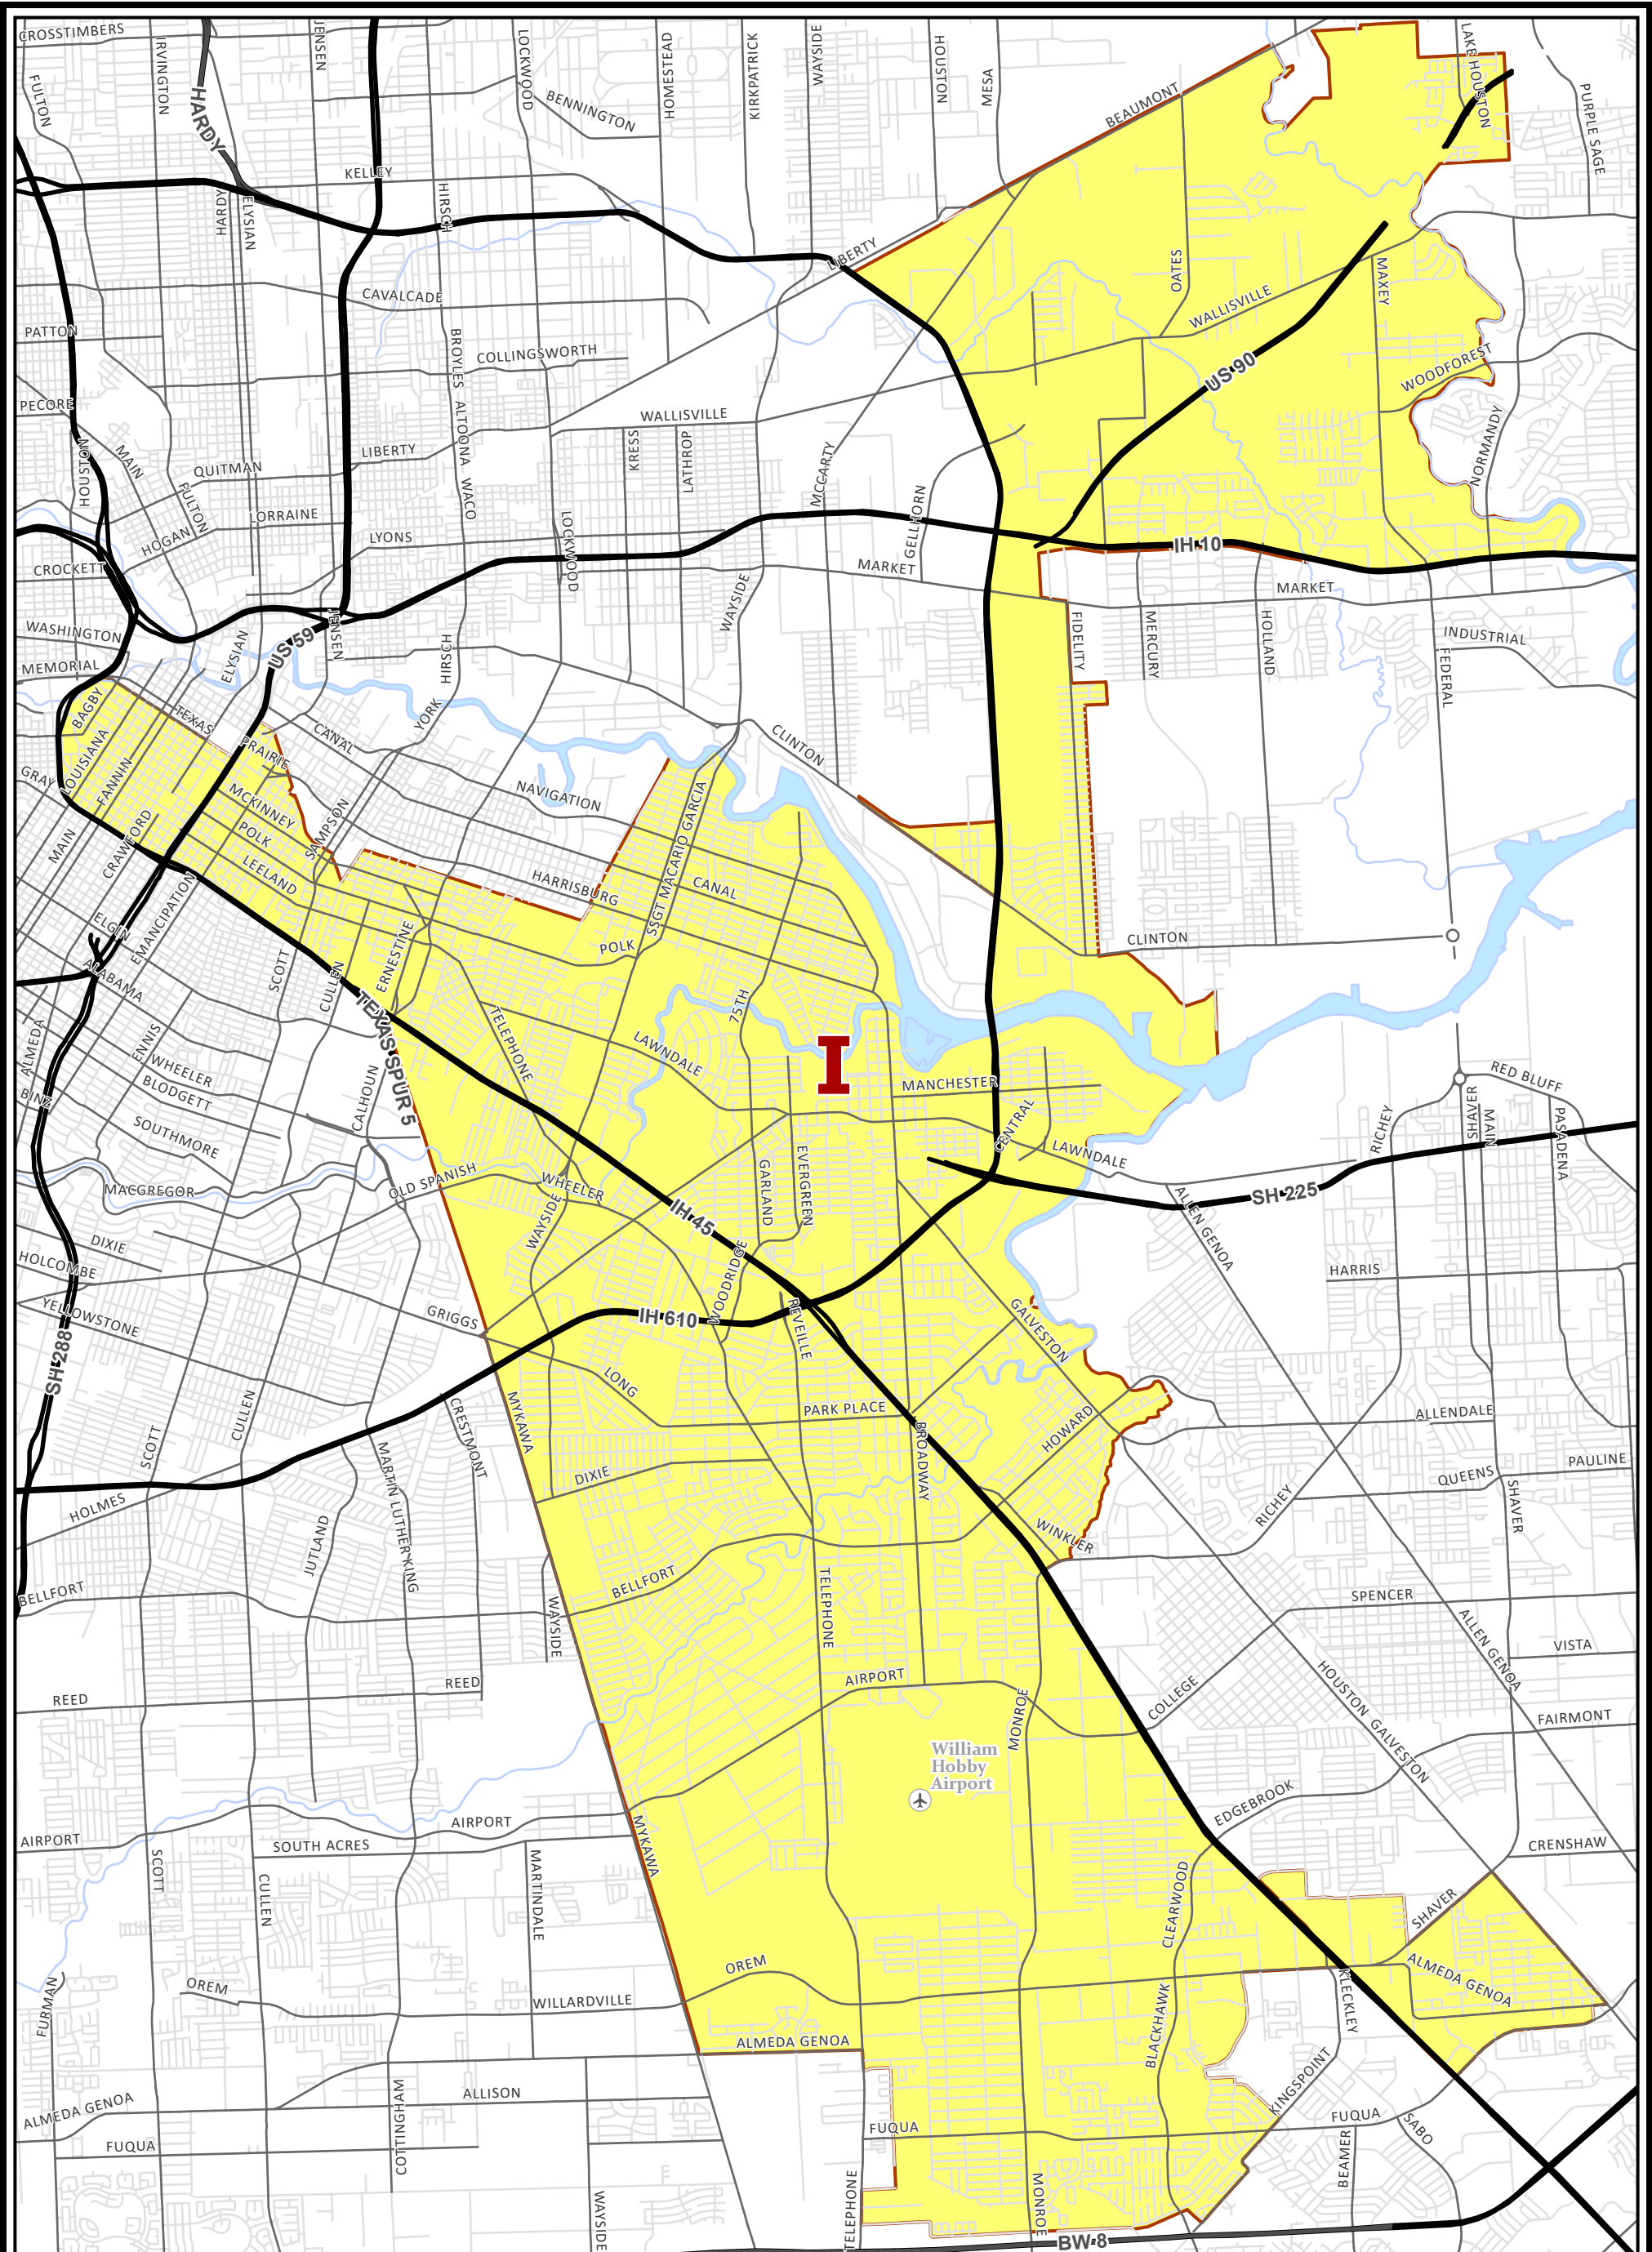 CROSSTIMBERS
IRVINGTON
JENSEN
LOCKWOOD
HOMESTEAD
KIRKPATRICK
WAYSIDE
HOUSTON
MESA
LAKE HOUSTON
PURPLE SAGE
FULTON
HARDY
BENNINGTON
BEAUMONT
KELLEY
HARDY
ELYSIAN
HIRSCH
LIBERTY
OATES
MAXEY
WALLISVILLE
CAVALCADE
PATTON
BROYLES
COLLINGSWORTH
US 90
WOODFOREST
PECORE
ALTOONA
WALLISVILLE
NORMANDY
HOUSTON
MAIN
QUITMAN
LIBERTY
KRESS
LATHROP
MCCARTY
WACO
FULTON
LORRAINE
HOGAN
LYONS
LOCKWOOD
GELLHORN
IH 10
CROCKETT
MARKET
MARKET
WAYSIDE
WASHINGTON
JENSEN
US 59
ELYSIAN
HIRSCH
FIDELITY
MERCURY
HOLLAND
INDUSTRIAL
FEDERAL
MEMORIAL
BAGBY
TEXAS
YORK
CANAL
PRAIRIE
CLINTON
LOUISIANA
GRAY
FANNIN
MCKINNEY
NAVIGATION
POLK
SAMPSON
MAIN
CRAWFORD
LEELAND
HARRISBURG
CANAL
SSGT MACARIO GARCIA
EMANCIPATION
ELGIN
POLK
CLINTON
ERNESTINE
ALABAMA
SCOTT
CULLEN
TEXAS SPUR 5
TELEPHONE
75TH
LAWNDALE
ALMEDA
ENNIS
WHEELER
I
MANCHESTER
RED BLUFF
BLODGETT
BINZ
CALHOUN
SOUTHMORE
CENTRAL
LAWNDALE
RICHEY
SHAVER
MAIN
PASADENA
MACGREGOR
OLD SPANISH
WHEELER
GARLAND
EVERGREEN
SH 225
ALLEN GENOA
WAYSIDE
IH 45
DIXIE
HOLCOMBE
WOODRIDGE
HARRIS
YELLOWSTONE
GRIGGS
IH 610
REVEILLE
GALVESTON
SH 288
LONG
MYKAWA
PARK PLACE
ALLENDALE
CULLEN
CRESTMONT
BROADWAY
HOWARD
SCOTT
MARTIN LUTHER KING
DIXIE
QUEENS
PAULINE
HOLMES
RICHEY
SHAVER
JUTLAND
WINKLER
BELLFORT
BELLFORT
TELEPHONE
WAYSIDE
SPENCER
ALLEN GENOA
VISTA
REED
REED
AIRPORT
MONROE
COLLEGE
HOUSTON GALVESTON
FAIRMONT
William
Hobby
Airport
EDGEBROOK
AIRPORT
AIRPORT
SOUTH ACRES
MYKAWA
CRENSHAW
SCOTT
CULLEN
MARTINDALE
CLEARWOOD
SHAVER
OREM
ALMEDA GENOA
OREM
WILLARDVILLE
FURMAN
KLECKLEY
BLACKHAWK
ALMEDA GENOA
ALLISON
COTTINGHAM
ALMEDA GENOA
KINGSPOINT
FUQUA
FUQUA
FUQUA
SABO
BEAMER
WAYSIDE
TELEPHONE
MONROE
BW 8